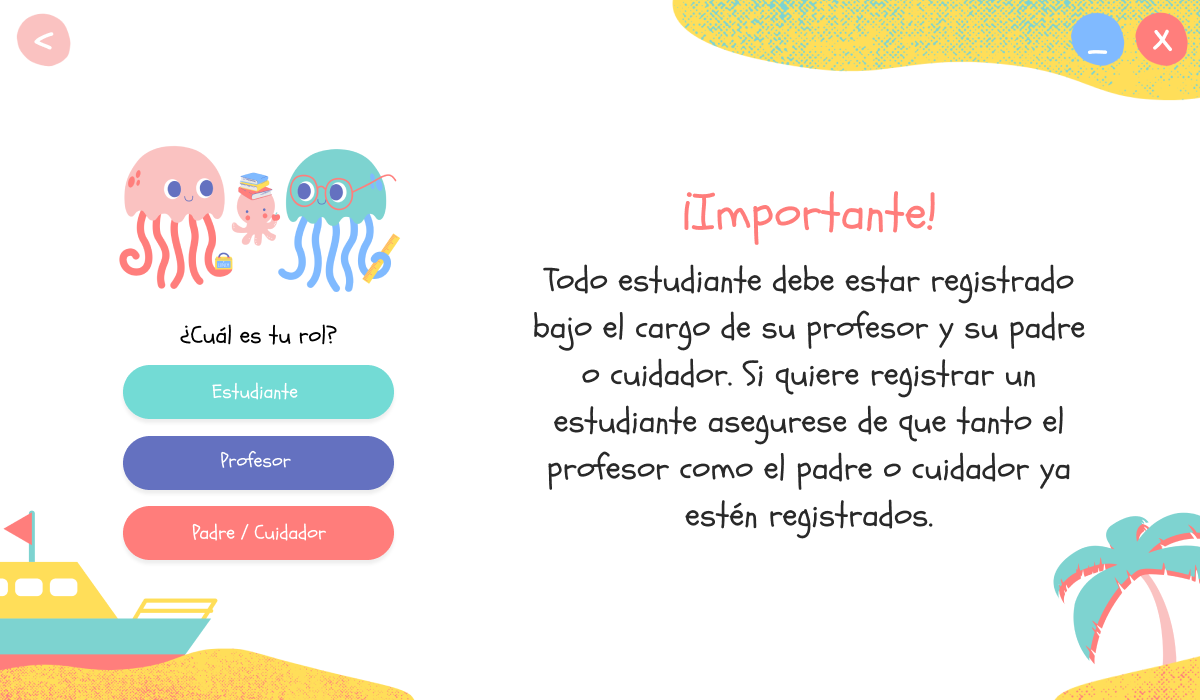 <
_
X
¿Cuál es tu rol?
Estudiante
Profesor
Padre / Cuidador
¡Importante!
Todo estudiante debe estar registrado
bajo el cargo de su profesor y su padre
o cuidador. Si quiere registrar un
estudiante asegurese de que tanto el
profesor como el padre o cuidador ya
estén registrados.